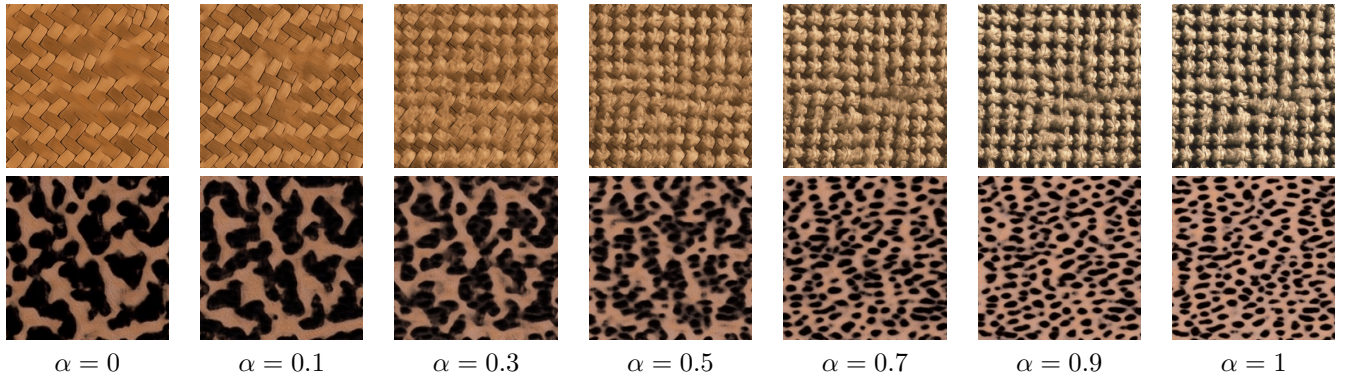 α = 0 α = 0.1 α = 0.3 α = 0.5 α = 0.7 α = 0.9 α = 1